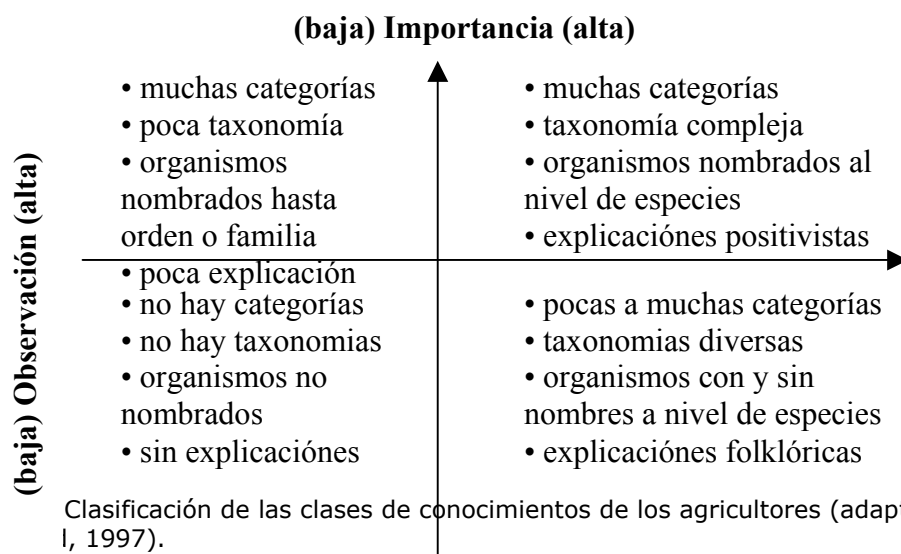 (baja) Importancia (alta)
(baja) Observación (alta)
• muchas categorías
• poca taxonomía
• organismos
nombrados hasta
orden o familia
• poca explicación
• muchas categorías
• taxonomía compleja
• organismos nombrados al
nivel de especies
• explicaciónes positivistas
• no hay categorías
• no hay taxonomias
• organismos no
nombrados
• sin explicaciónes
• pocas a muchas categorías
• taxonomias diversas
• organismos con y sin
nombres a nivel de especies
• explicaciónes folklóricas
Clasificación de las clases de conocimientos de los agricultores (adap
l, 1997).